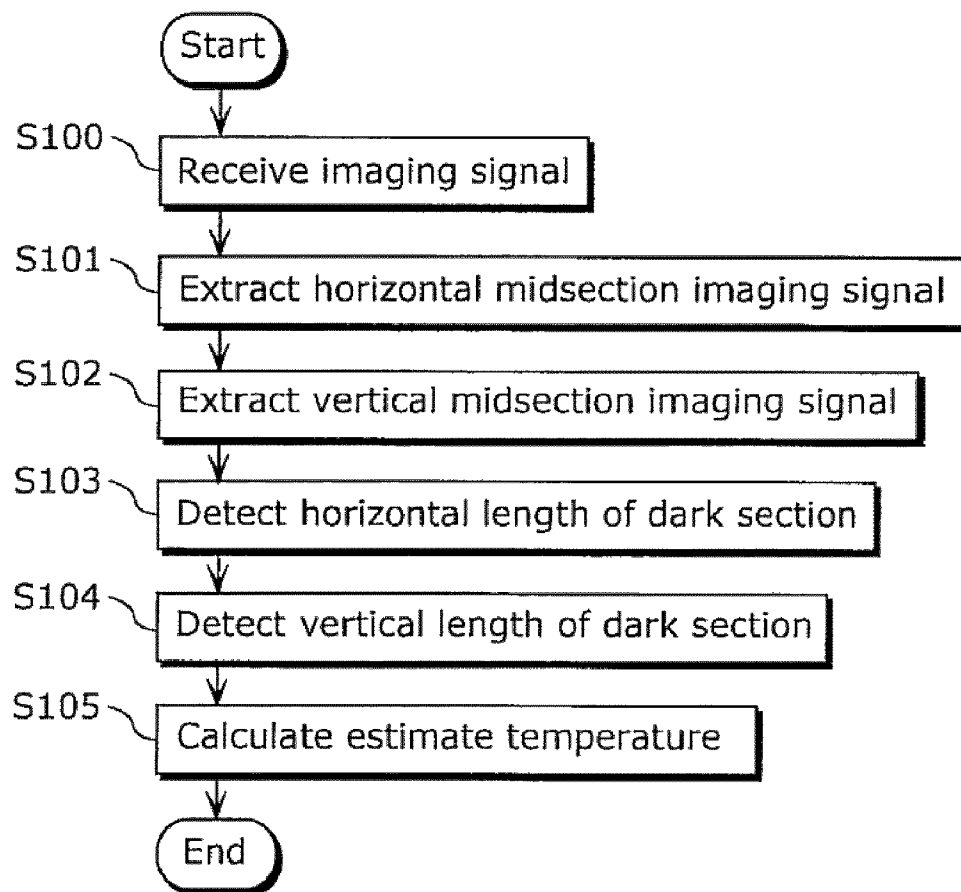 Start
S100
Receive imaging signal
S101
Extract horizontal midsection imaging signal
S102
Extract vertical midsection imaging signal
S103
Detect horizontal length of dark section
S104
Detect vertical length of dark section
S105
Calculate estimate temperature
End